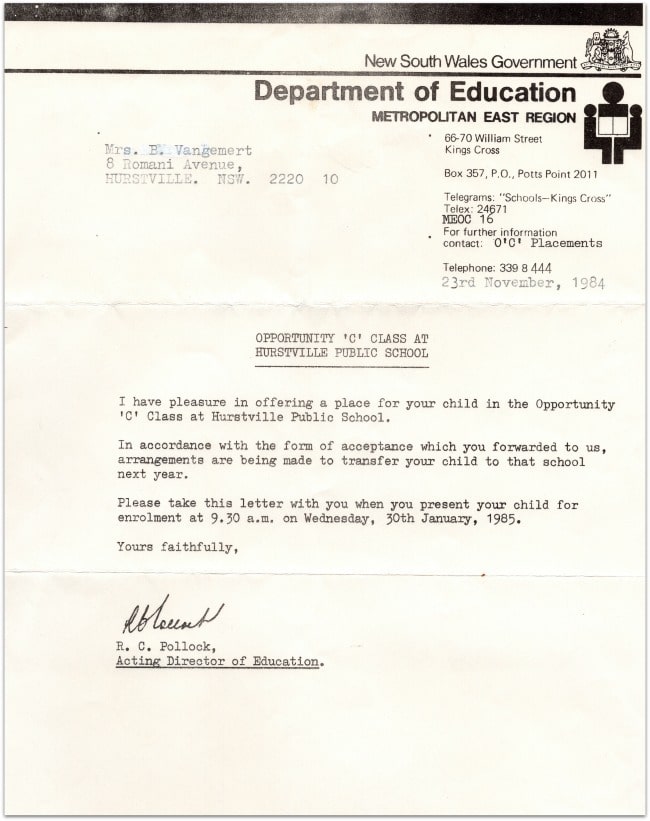 New South Wales Government
Department of Education
METROPOLITAN EAST REGION
66-70 William Street
Kings Cross
Box 357, P.O., Potts Point 2011
Telegrams: "Schools—Kings Cross"
Telex: 24671
MEOC 16
For further information
contact: O'C' Placements
Telephone: 339 8 444
23rd November, 1984
Mrs. B. Vangemert
8 Romani Avenue,
HURSTVILLE. NSW. 2220 10
OPPORTUNITY 'C' CLASS AT
HURSTVILLE PUBLIC SCHOOL
I have pleasure in offering a place for your child in the Opportunity
'C' Class at Hurstville Public School.
In accordance with the form of acceptance which you forwarded to us,
arrangements are being made to transfer your child to that school
next year.
Please take this letter with you when you present your child for
enrolment at 9.30 a.m. on Wednesday, 30th January, 1985.
Yours faithfully,
R. C. Pollock,
Acting Director of Education.